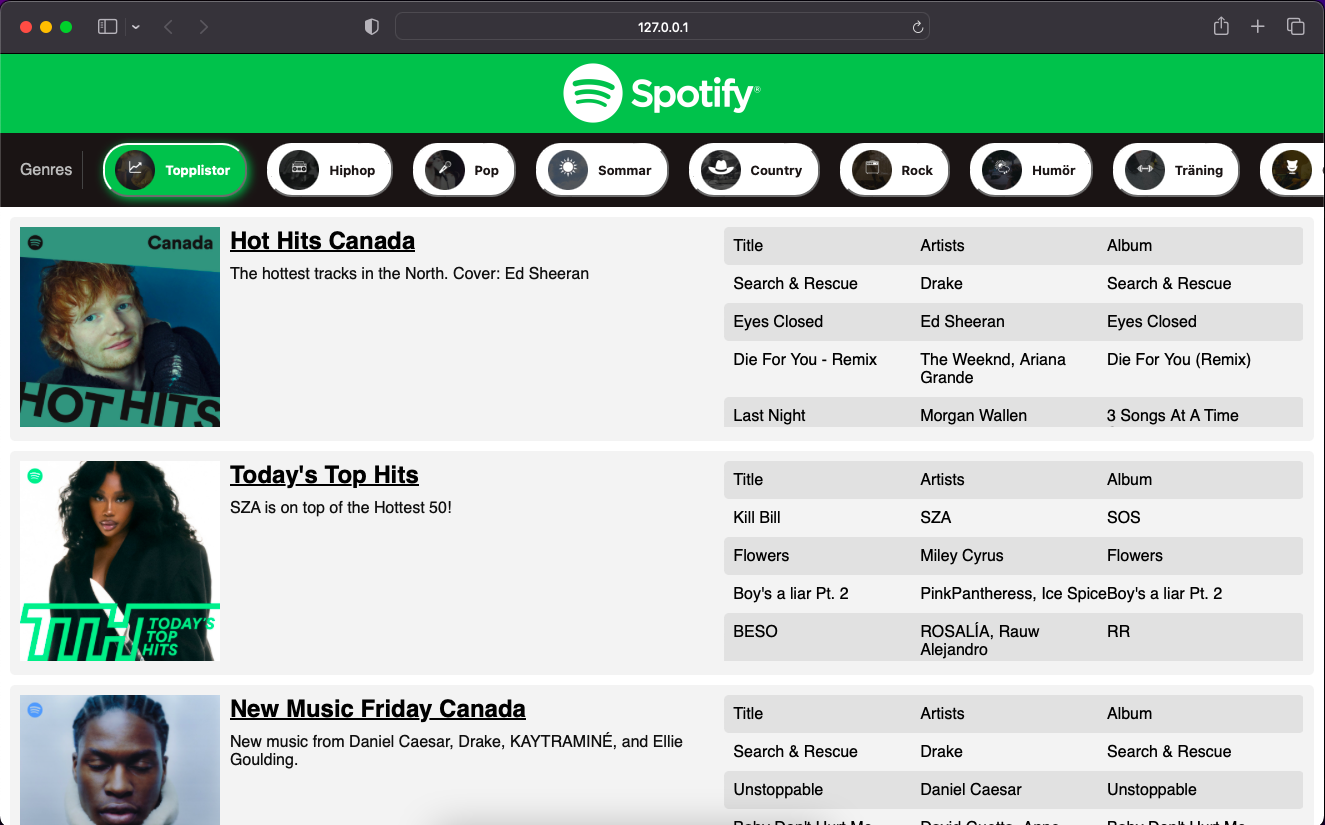 127.0.0.1
Spotify®
Genres
Topplistor
Hiphop
Pop
Sommar
Country
Rock
Humör
Träning
Canada
HOT HITS
Hot Hits Canada
The hottest tracks in the North. Cover: Ed Sheeran
Title Artists Album
Search & Rescue Drake Search & Rescue
Eyes Closed Ed Sheeran Eyes Closed
Die For You - Remix The Weeknd, Ariana Die For You (Remix)
Grande
Last Night Morgan Wallen 3 Songs At A Time
TTH TODAY'S
TOP
HITS
Today's Top Hits
SZA is on top of the Hottest 50!
Title Artists Album
Kill Bill SZA SOS
Flowers Miley Cyrus Flowers
Boy's a liar Pt. 2 PinkPantheress, Ice Spice Boy's a liar Pt. 2
BESO ROSALÍA, Rauw RR
Alejandro
New Music Friday Canada
New music from Daniel Caesar, Drake, KAYTRAMINÉ, and Ellie
Goulding.
Title Artists Album
Search & Rescue Drake Search & Rescue
Unstoppable Daniel Caesar Unstoppable